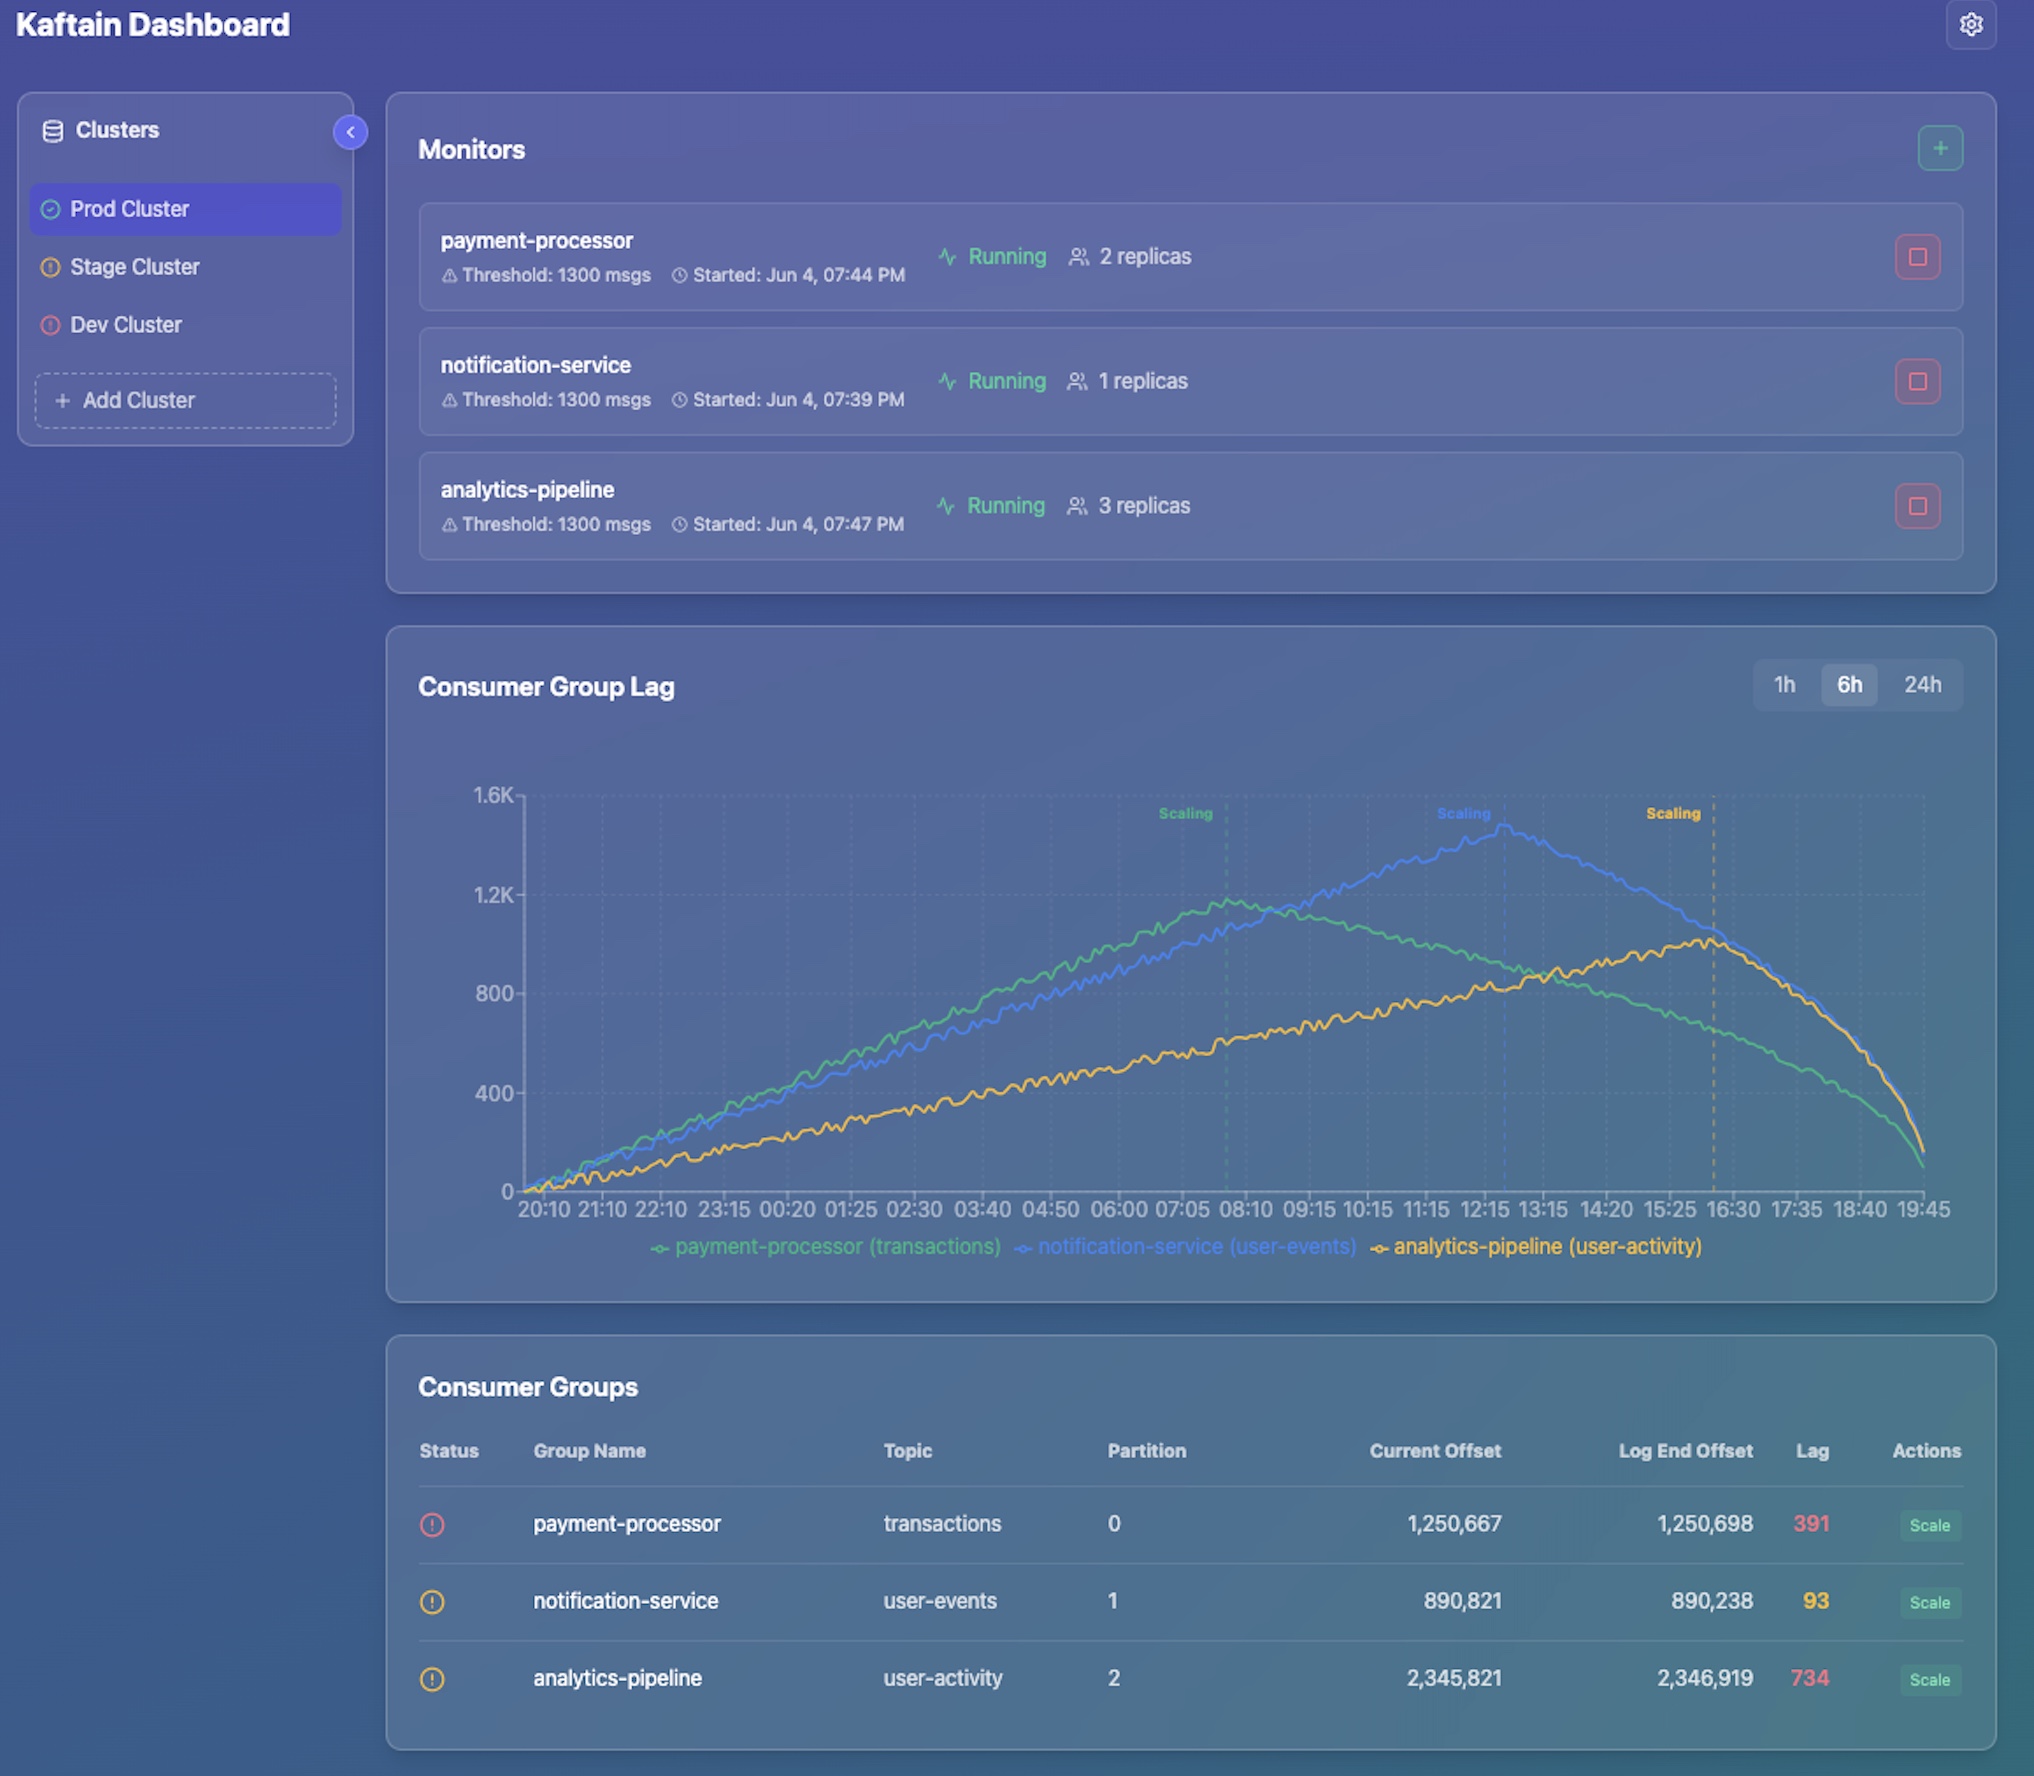 Kaftain Dashboard
Clusters
Prod Cluster
Stage Cluster
Dev Cluster
+ Add Cluster
Monitors
+
payment-processor
Threshold: 1300 msgs Started: Jun 4, 07:44 PM
Running 2 replicas
notification-service
Threshold: 1300 msgs Started: Jun 4, 07:39 PM
Running 1 replicas
analytics-pipeline
Threshold: 1300 msgs Started: Jun 4, 07:47 PM
Running 3 replicas
Consumer Group Lag
1h 6h 24h
1.6K
1.2K
800
400
0
Scaling Scaling Scaling
20:10 21:10 22:10 23:15 00:20 01:25 02:30 03:40 04:50 06:00 07:05 08:10 09:15 10:15 11:15 12:15 13:15 14:20 15:25 16:30 17:35 18:40 19:45
payment-processor (transactions) notification-service (user-events) analytics-pipeline (user-activity)
Consumer Groups
Status Group Name Topic Partition Current Offset Log End Offset Lag Actions
payment-processor transactions 0 1,250,667 1,250,698 391 Scale
notification-service user-events 1 890,821 890,238 93 Scale
analytics-pipeline user-activity 2 2,345,821 2,346,919 734 Scale